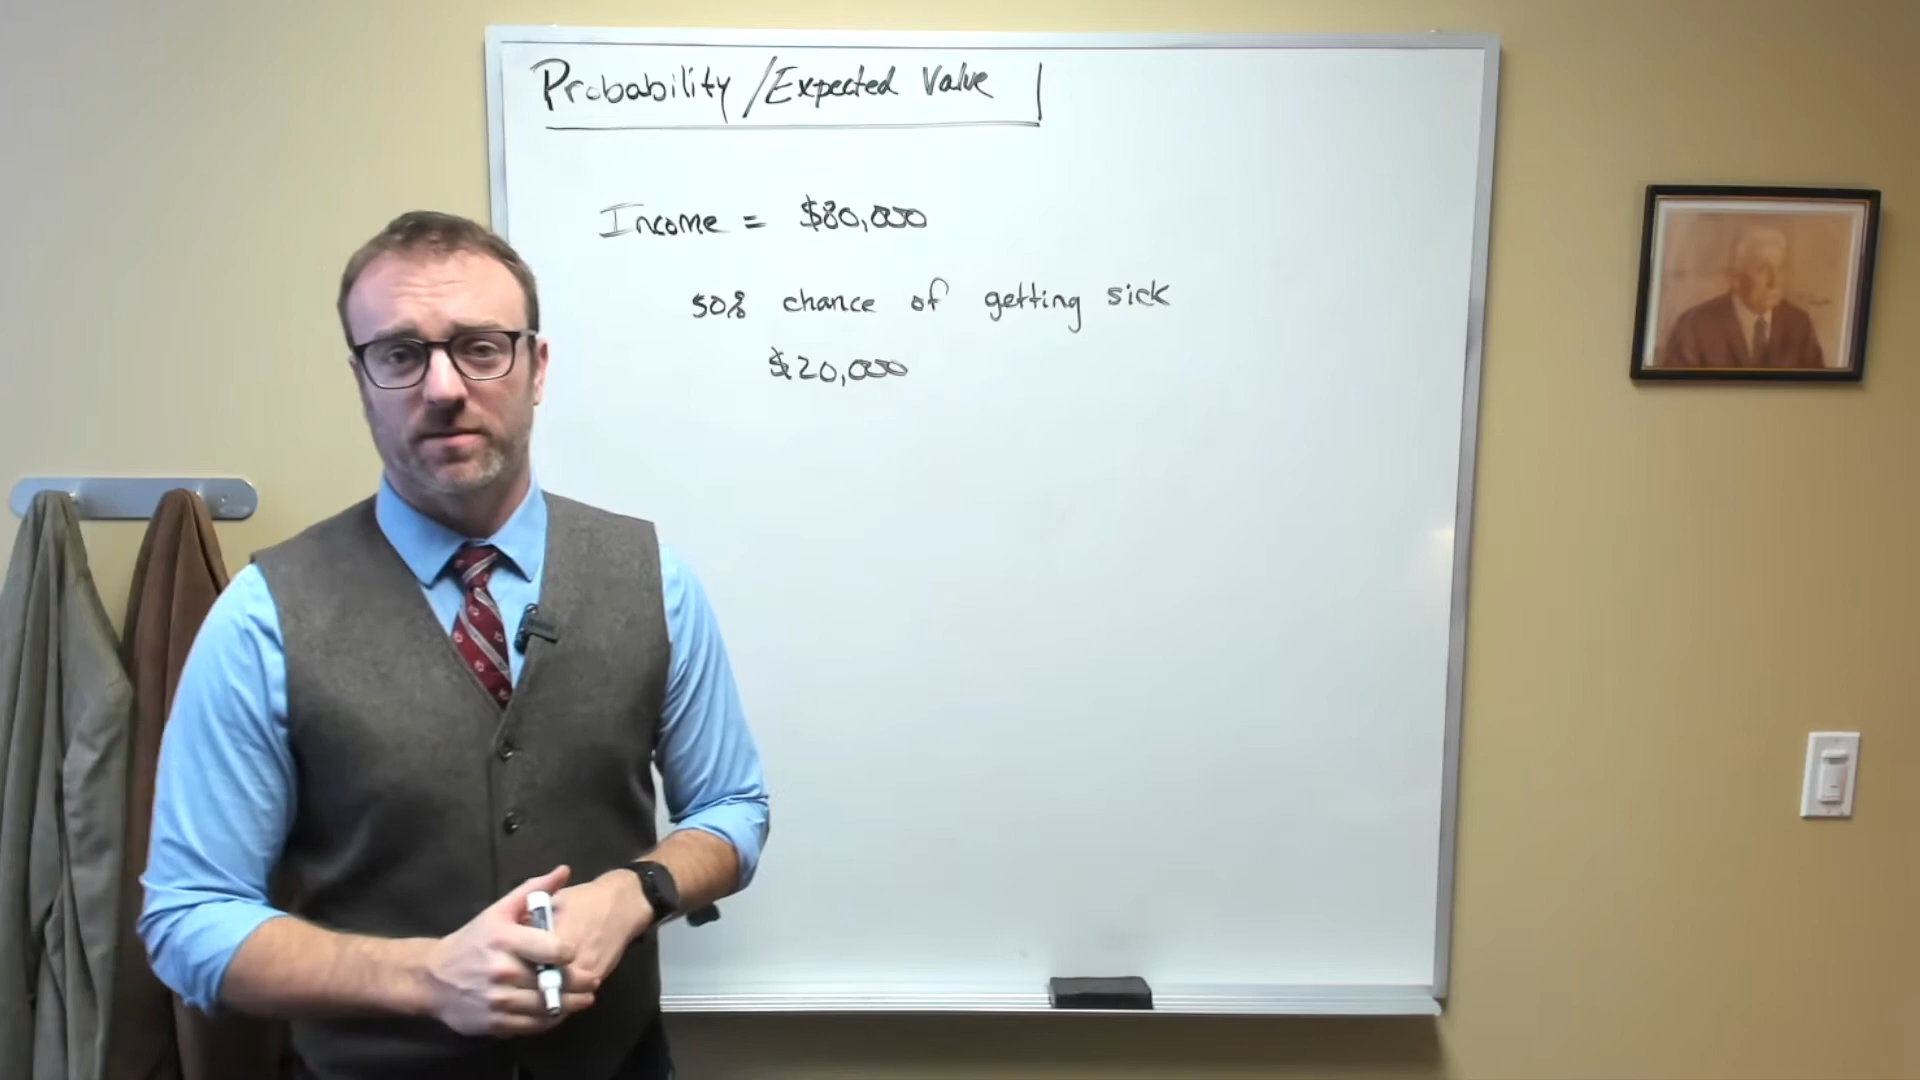 Probability/Expected Value
Income = $80,000
50% chance of getting sick
$20,000